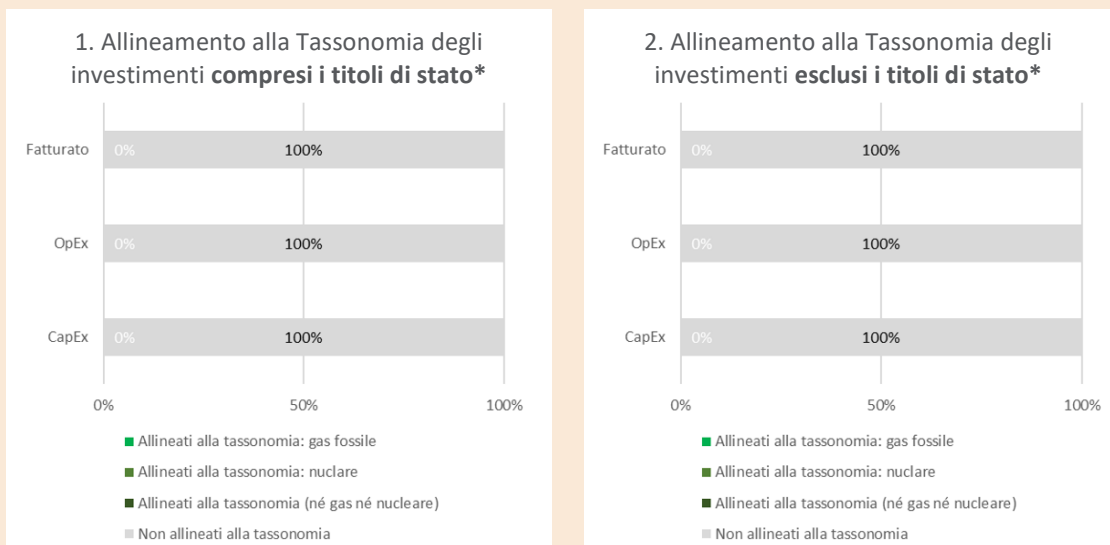 1. Allineamento alla Tassonomia degli
investimenti compresi i titoli di stato*
Fatturato
0%
100%
OpEx
0%
100%
CapEx
0%
100%
0%
50%
100%
Allineati alla tassonomia: gas fossile
Allineati alla tassonomia: nuclare
Allineati alla tassonomia (né gas né nucleare)
Non allineati alla tassonomia
2. Allineamento alla Tassonomia degli
investimenti esclusi i titoli di stato*
Fatturato
0%
100%
OpEx
0%
100%
CapEx
0%
100%
0%
50%
100%
Allineati alla tassonomia: gas fossile
Allineati alla tassonomia: nuclare
Allineati alla tassonomia (né gas né nucleare)
Non allineati alla tassonomia